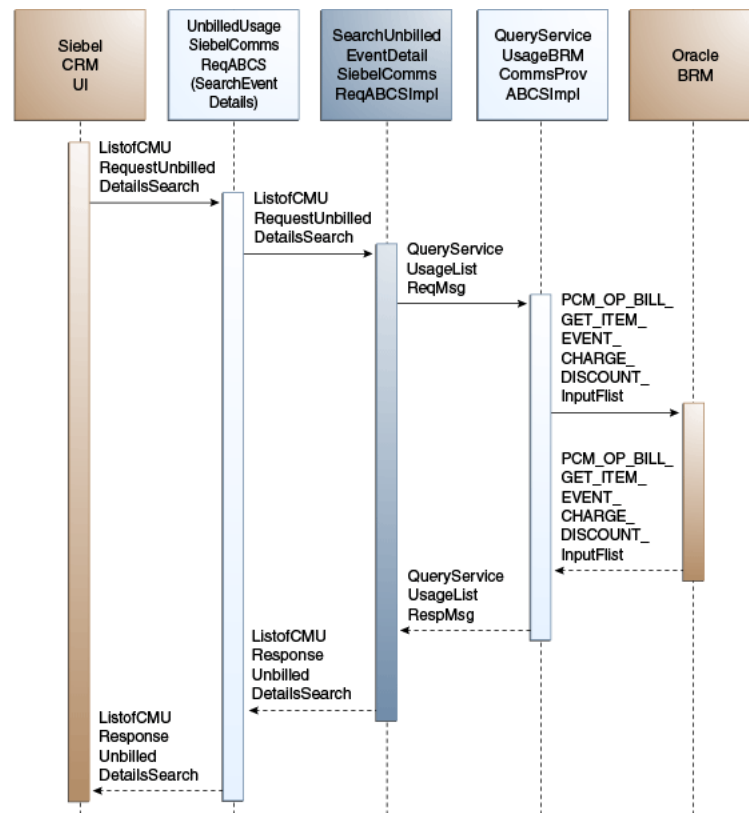 Siebel
CRM
UI
UnbilledUsage
SiebelComms
ReqABCS
(SearchEvent
Details)
SearchUnbilled
EventDetail
SiebelComms
ReqABCSImpl
QueryService
UsageBRM
CommsProv
ABCSImpl
Oracle
BRM
ListofCMU
RequestUnbilled
DetailsSearch
ListofCMU
RequestUnbilled
DetailsSearch
QueryService
UsageList
ReqMsg
PCM_OP_BILL_
GET_ITEM_
EVENT_
CHARGE_
DISCOUNT_
InputFlist
PCM_OP_BILL_
GET_ITEM_
EVENT_
CHARGE_
DISCOUNT_
InputFlist
QueryService
UsageList
RespMsg
ListofCMU
Response
Unbilled
DetailsSearch
ListofCMU
Response
Unbilled
DetailsSearch